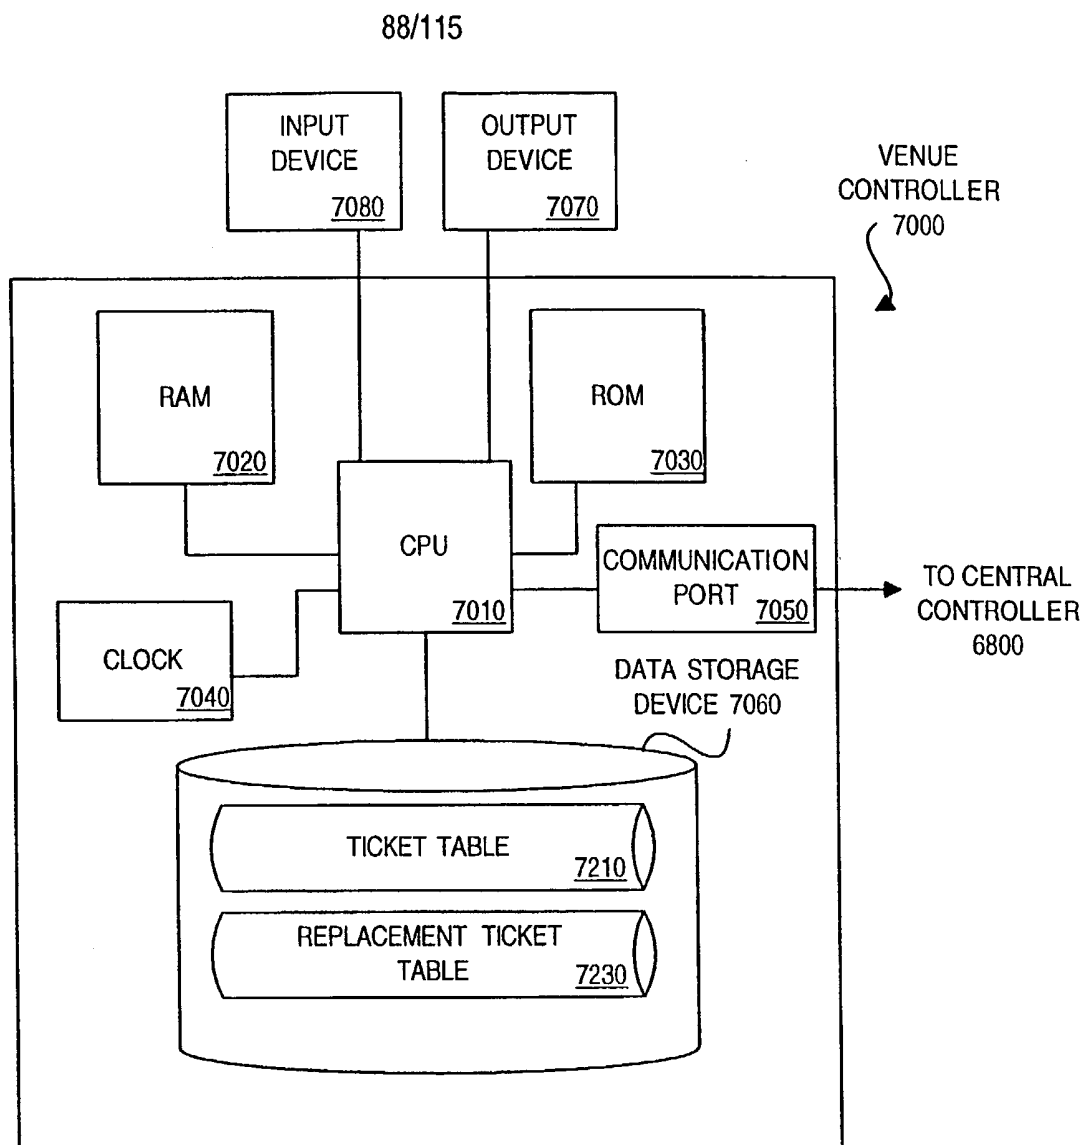 88/115
INPUT
DEVICE
7080
OUTPUT
DEVICE
7070
VENUE
CONTROLLER
7000
RAM
7020
ROM
7030
CPU
7010
COMMUNICATION
PORT
7050
TO CENTRAL
CONTROLLER
6800
CLOCK
7040
DATA STORAGE
DEVICE 7060
TICKET TABLE
7210
REPLACEMENT TICKET
TABLE
7230